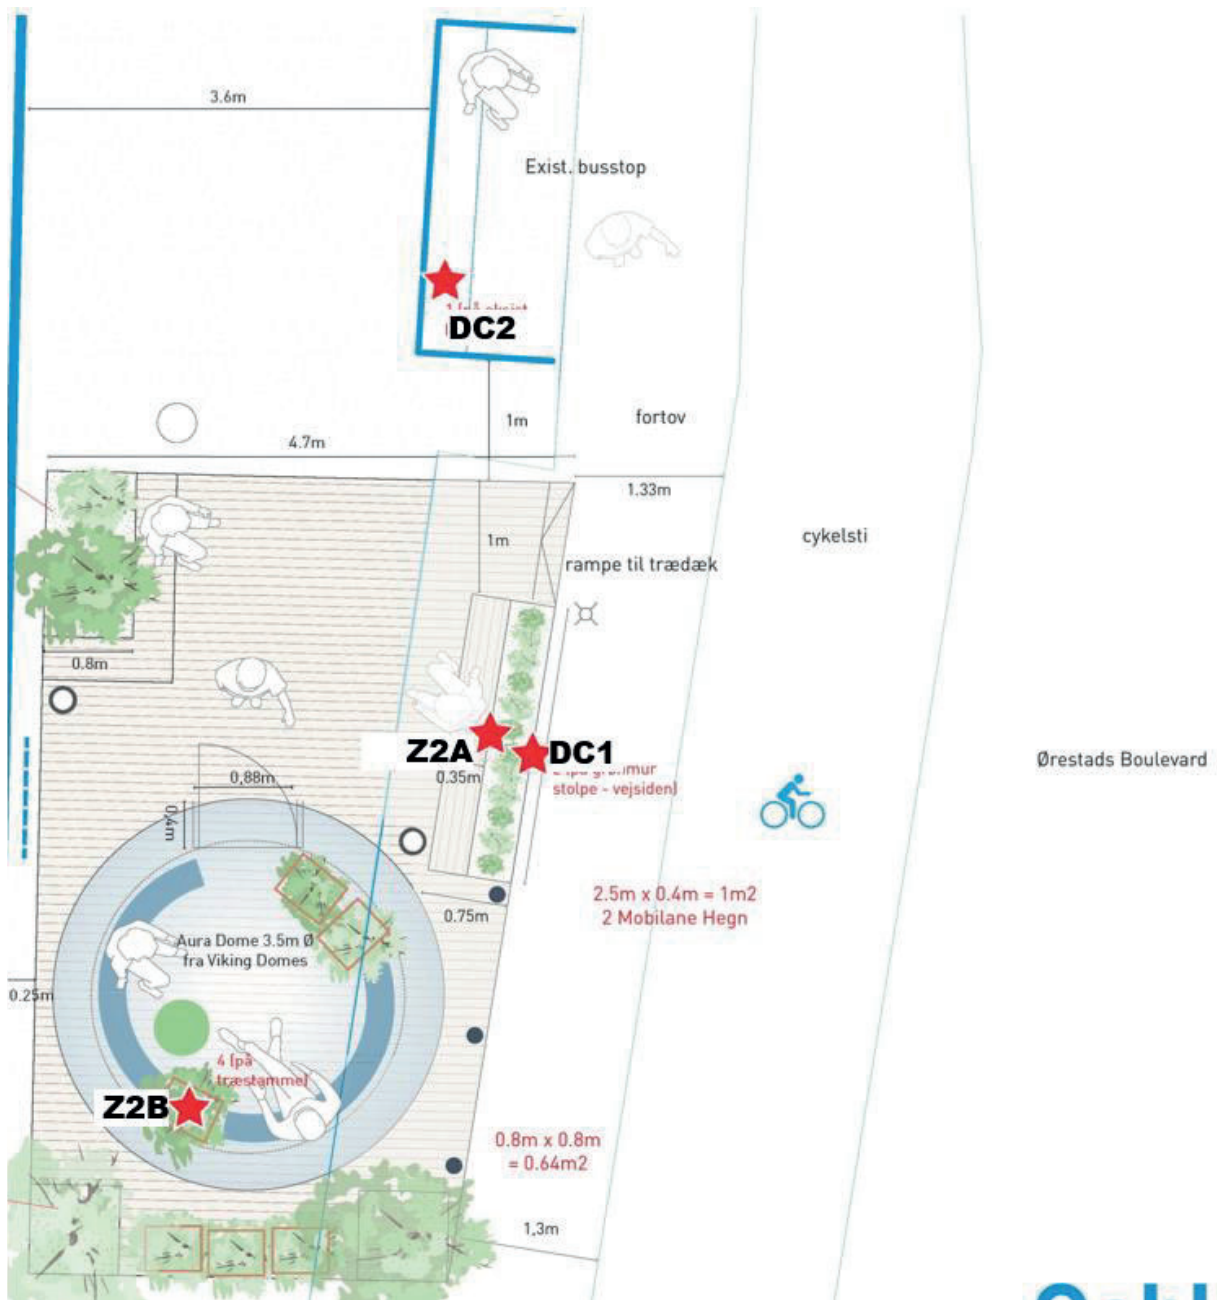 3.6m
Exist. busstop
DC2
1m
fortov
4.7m
1.33m
cykelsti
1m
rampe til trædæk
0.8m
Z2A
DC1
0.35m
stolpe - vejsiden)
Ørestads Boulevard
0,88m
0,4m
2.5m x 0.4m = 1m2
2 Mobilane Hegn
0.75m
Aura Dome 3.5m Ø
fra Viking Domes
0.25m
4 (på
træstamme)
Z2B
0.8m x 0.8m
= 0.64m2
1,3m